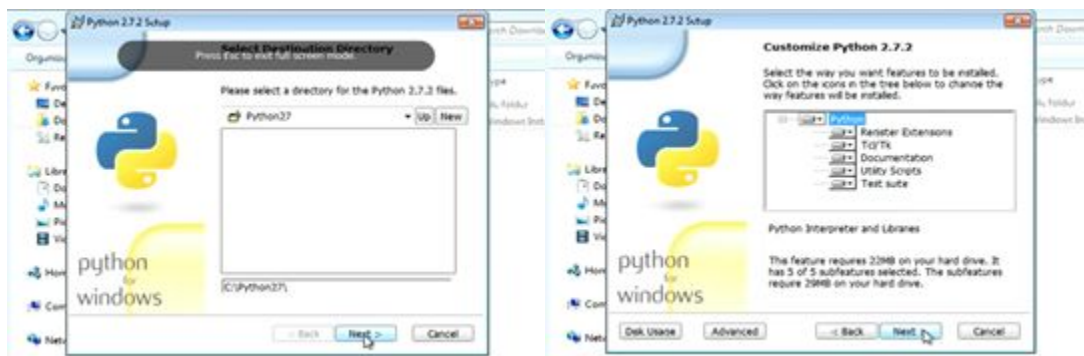 Python 2.7.2 Setup
Select Destination Directory
Press Esc to exit full screen mode.
Please select a directory for the Python 2.7.2 files.
Python27
Up New
python
for
windows
C:\Python27\
< Back Next > Cancel
Python 2.7.2 Setup
Customize Python 2.7.2
Select the way you want features to be installed.
Click on the icons in the tree below to change the
way features will be installed.
Python
Register Extensions
Tcl/Tk
Documentation
Utility Scripts
Test suite
Python Interpreter and Libraries
This feature requires 22MB on your hard drive. It
has 5 of 5 subfeatures selected. The subfeatures
require 29MB on your hard drive.
python
for
windows
Disk Usage Advanced < Back Next > Cancel